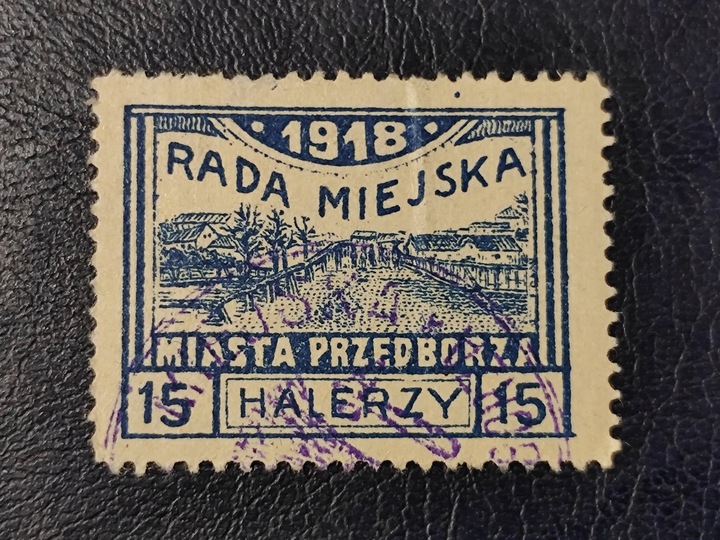 1918
RADA MIEJSKA
MIASTA PRZEDBORZA
15 HALERZY 15